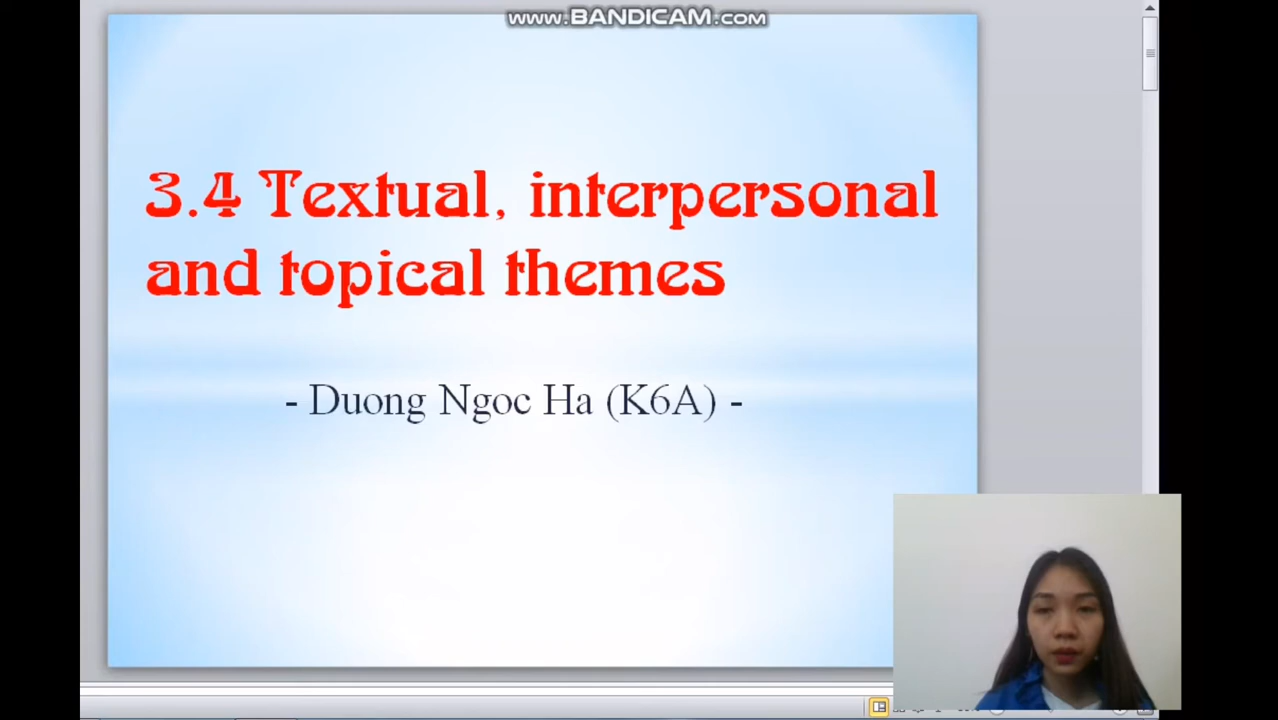 www.BANDICAM.com
3.4 Textual, interpersonal
and topical themes
- Duong Ngoc Ha (K6A) -